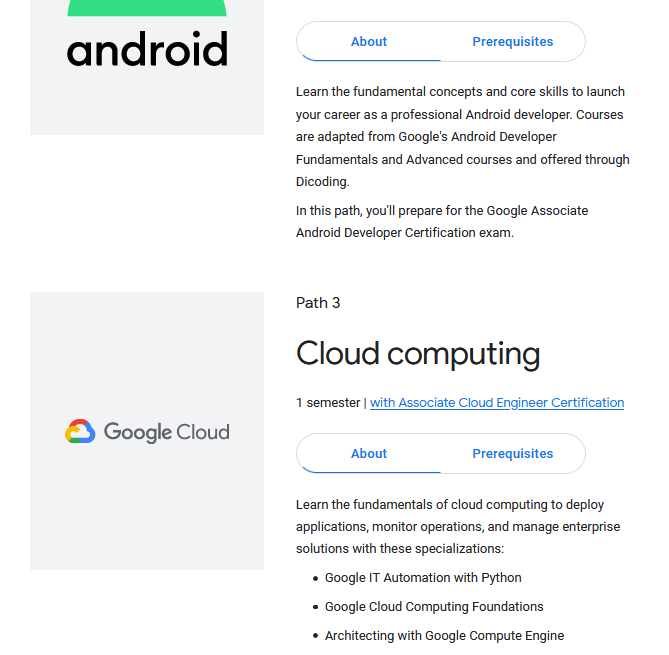 android
About
Prerequisites
Learn the fundamental concepts and core skills to launch
your career as a professional Android developer. Courses
are adapted from Google's Android Developer
Fundamentals and Advanced courses and offered through
Dicoding.
In this path, you'll prepare for the Google Associate
Android Developer Certification exam.
Google Cloud
Path 3
Cloud computing
1 semester | with Associate Cloud Engineer Certification
About
Prerequisites
Learn the fundamentals of cloud computing to deploy
applications, monitor operations, and manage enterprise
solutions with these specializations:
• Google IT Automation with Python
• Google Cloud Computing Foundations
• Architecting with Google Compute Engine